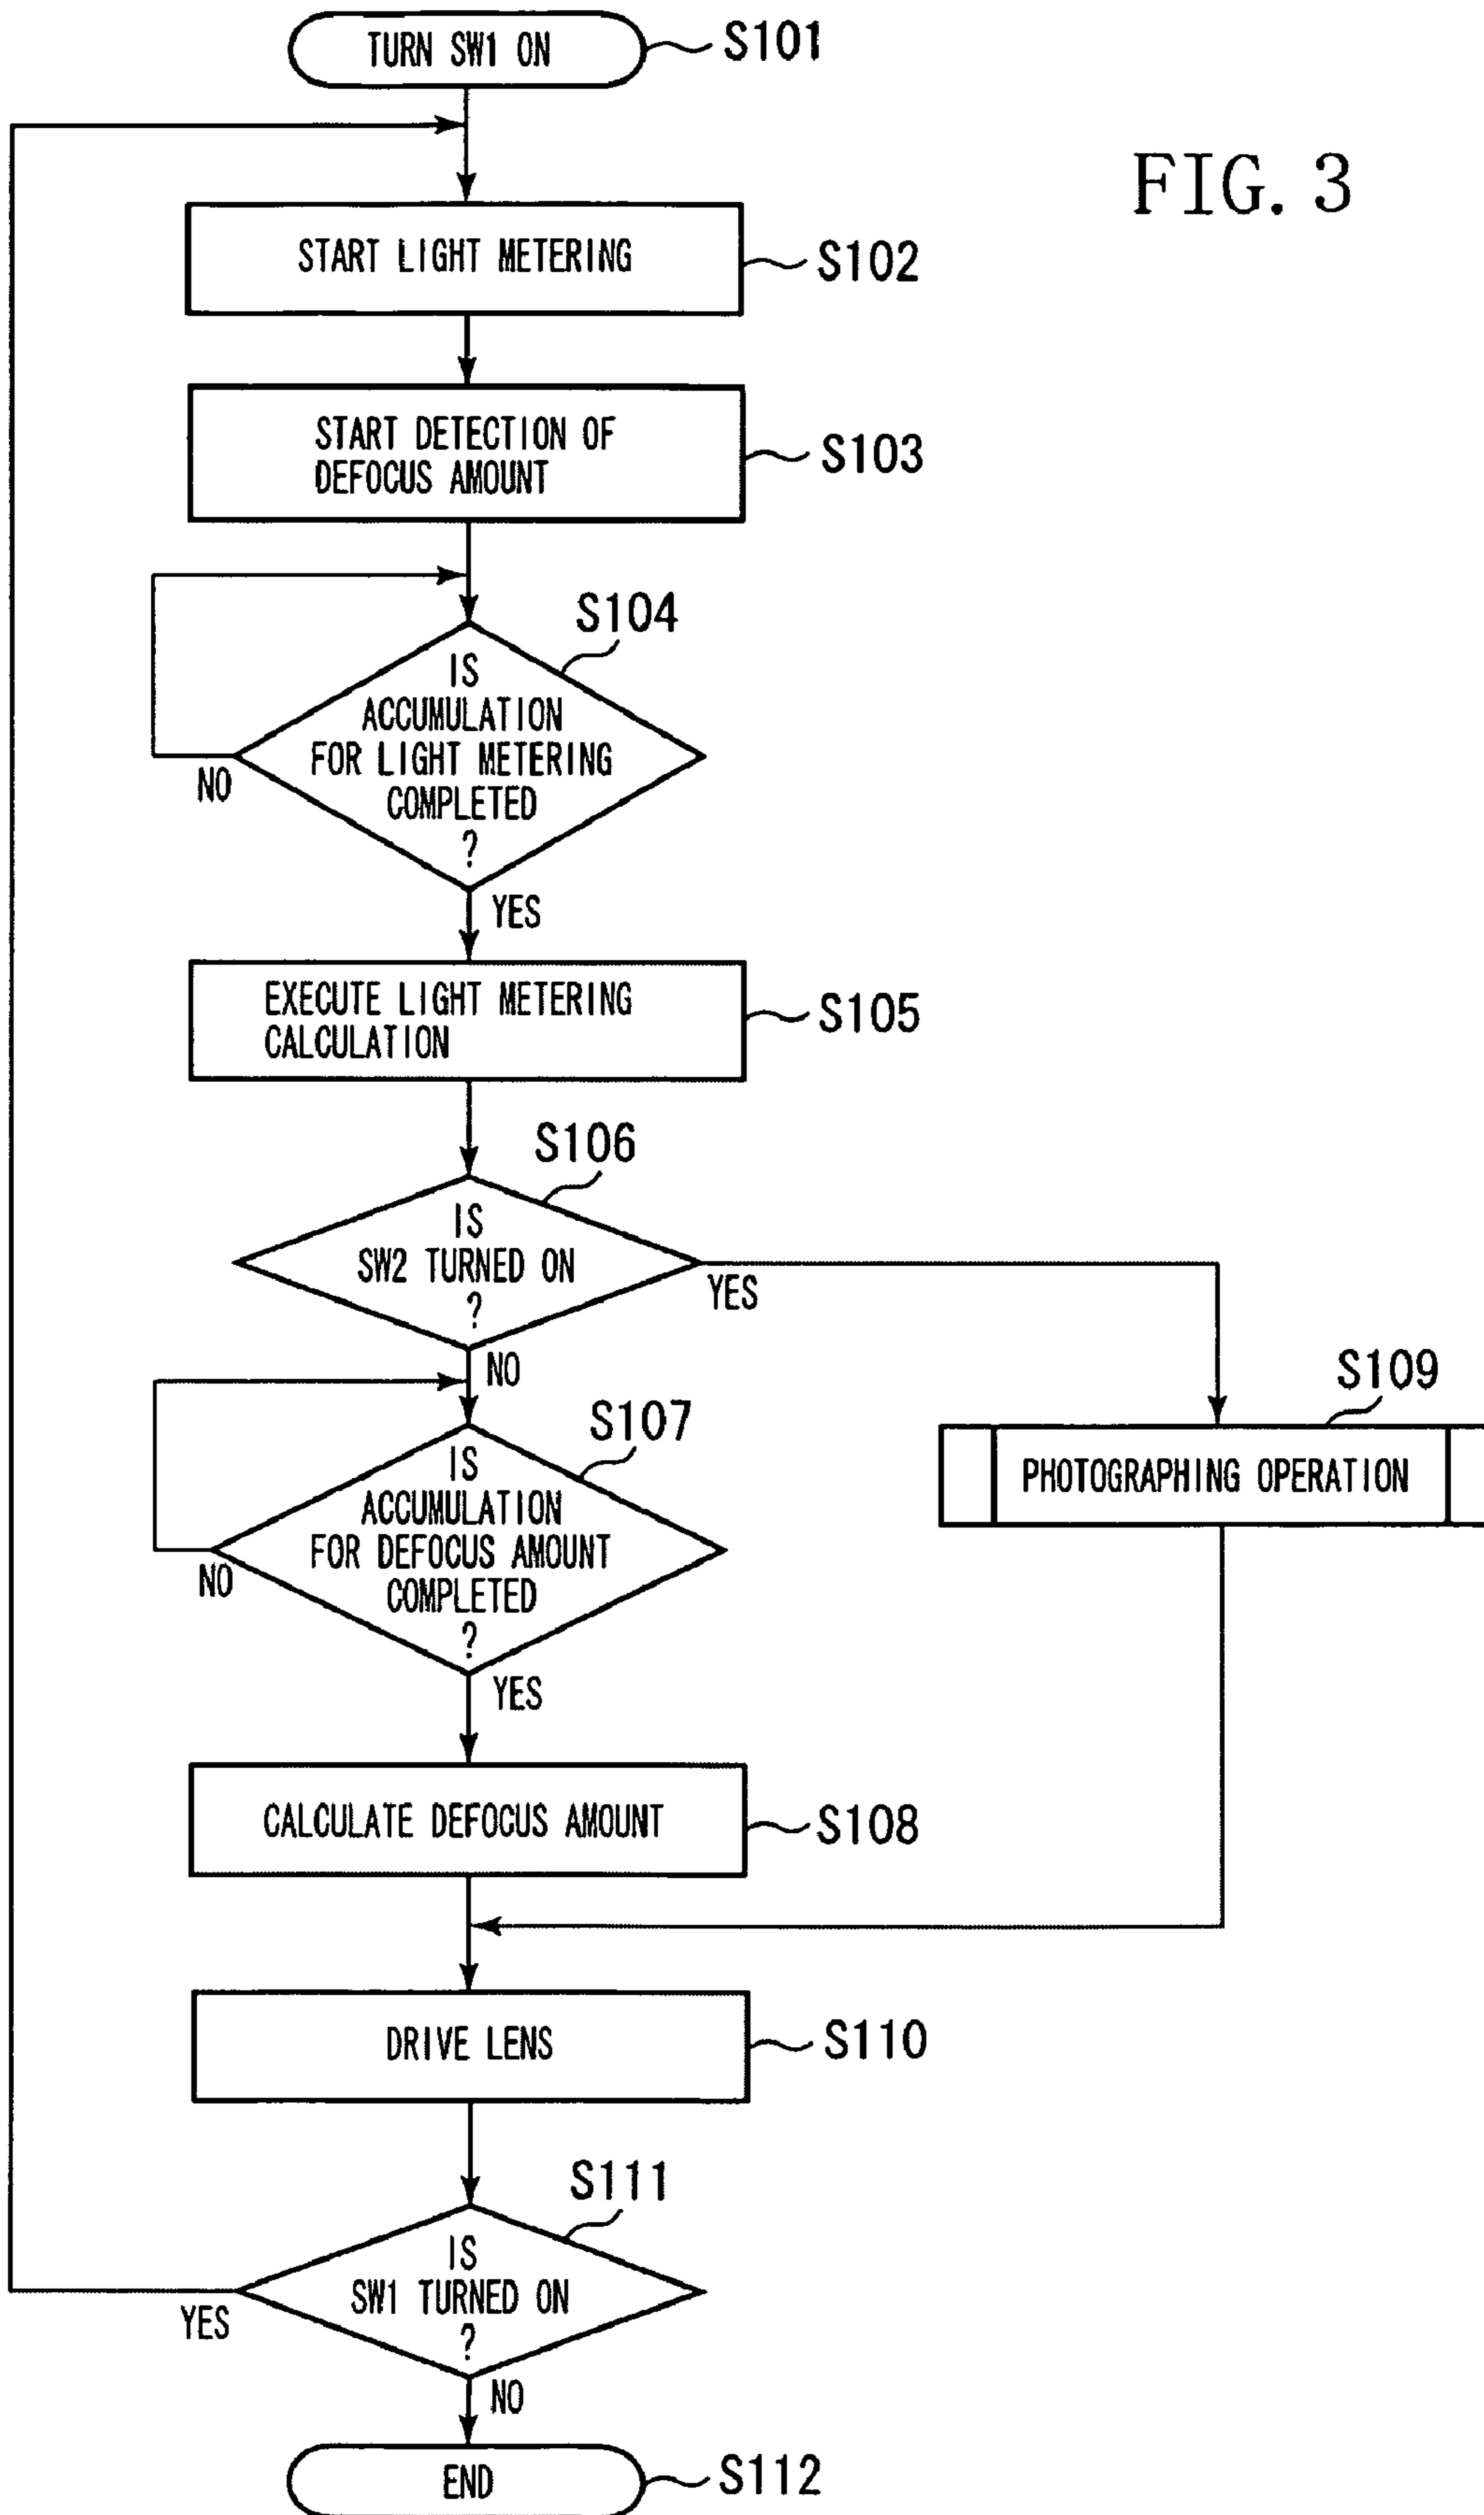 TURN SW1 ON
S101
FIG. 3
START LIGHT METERING
S102
START DETECTION OF
DEFOCUS AMOUNT
S103
S104
IS
ACCUMULATION
FOR LIGHT METERING
COMPLETED
?
NO
YES
EXECUTE LIGHT METERING
CALCULATION
S105
S106
IS
SW2 TURNED ON
?
YES
NO
S107
IS
ACCUMULATION
FOR DEFOCUS AMOUNT
COMPLETED
?
NO
YES
S109
PHOTOGRAPHING OPERATION
CALCULATE DEFOCUS AMOUNT
S108
DRIVE LENS
S110
S111
IS
SW1 TURNED ON
?
YES
NO
END
S112